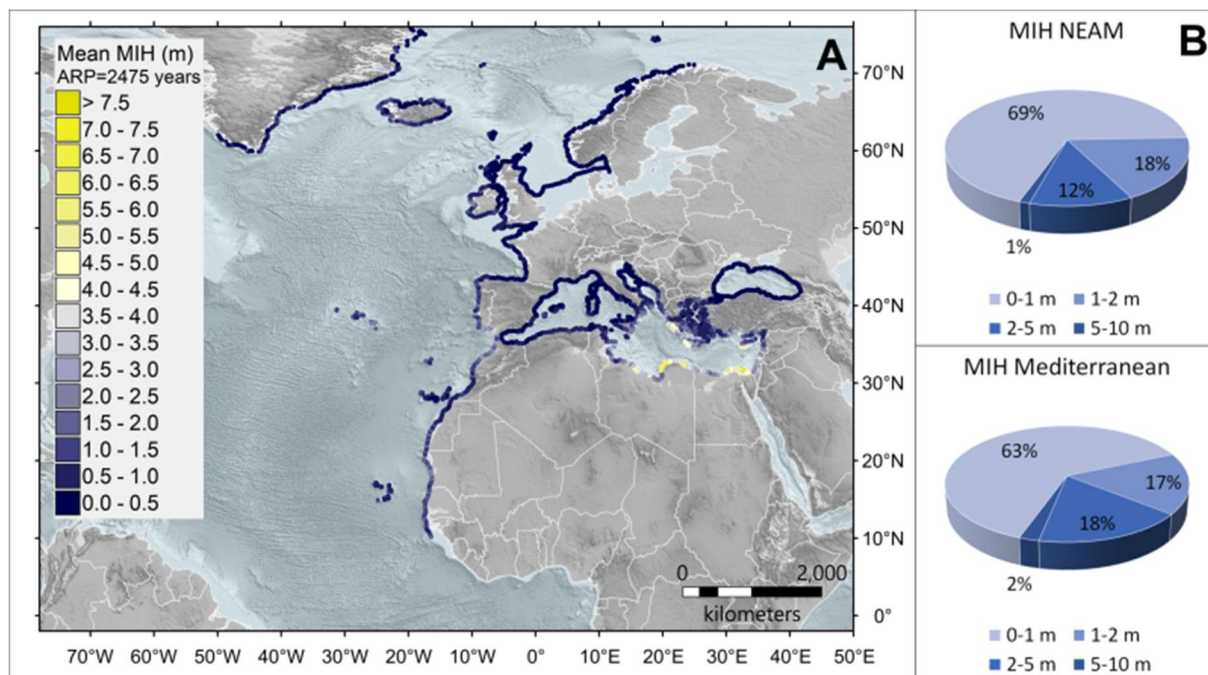 Mean MIH (m)
ARP=2475 years
> 7.5
7.0 - 7.5
6.5 - 7.0
6.0 - 6.5
5.5 - 6.0
5.0 - 5.5
4.5 - 5.0
4.0 - 4.5
3.5 - 4.0
3.0 - 3.5
2.5 - 3.0
2.0 - 2.5
1.5 - 2.0
1.0 - 1.5
0.5 - 1.0
0.0 - 0.5
A
70°N
60°N
50°N
40°N
30°N
20°N
10°N
0°
0 2,000
kilometers
70°W 60°W 50°W 40°W 30°W 20°W 10°W 0° 10°E 20°E 30°E 40°E 50°E
MIH NEAM
B
69%
18%
12%
1%
0-1 m 1-2 m
2-5 m 5-10 m
MIH Mediterranean
63%
17%
18%
2%
0-1 m 1-2 m
2-5 m 5-10 m